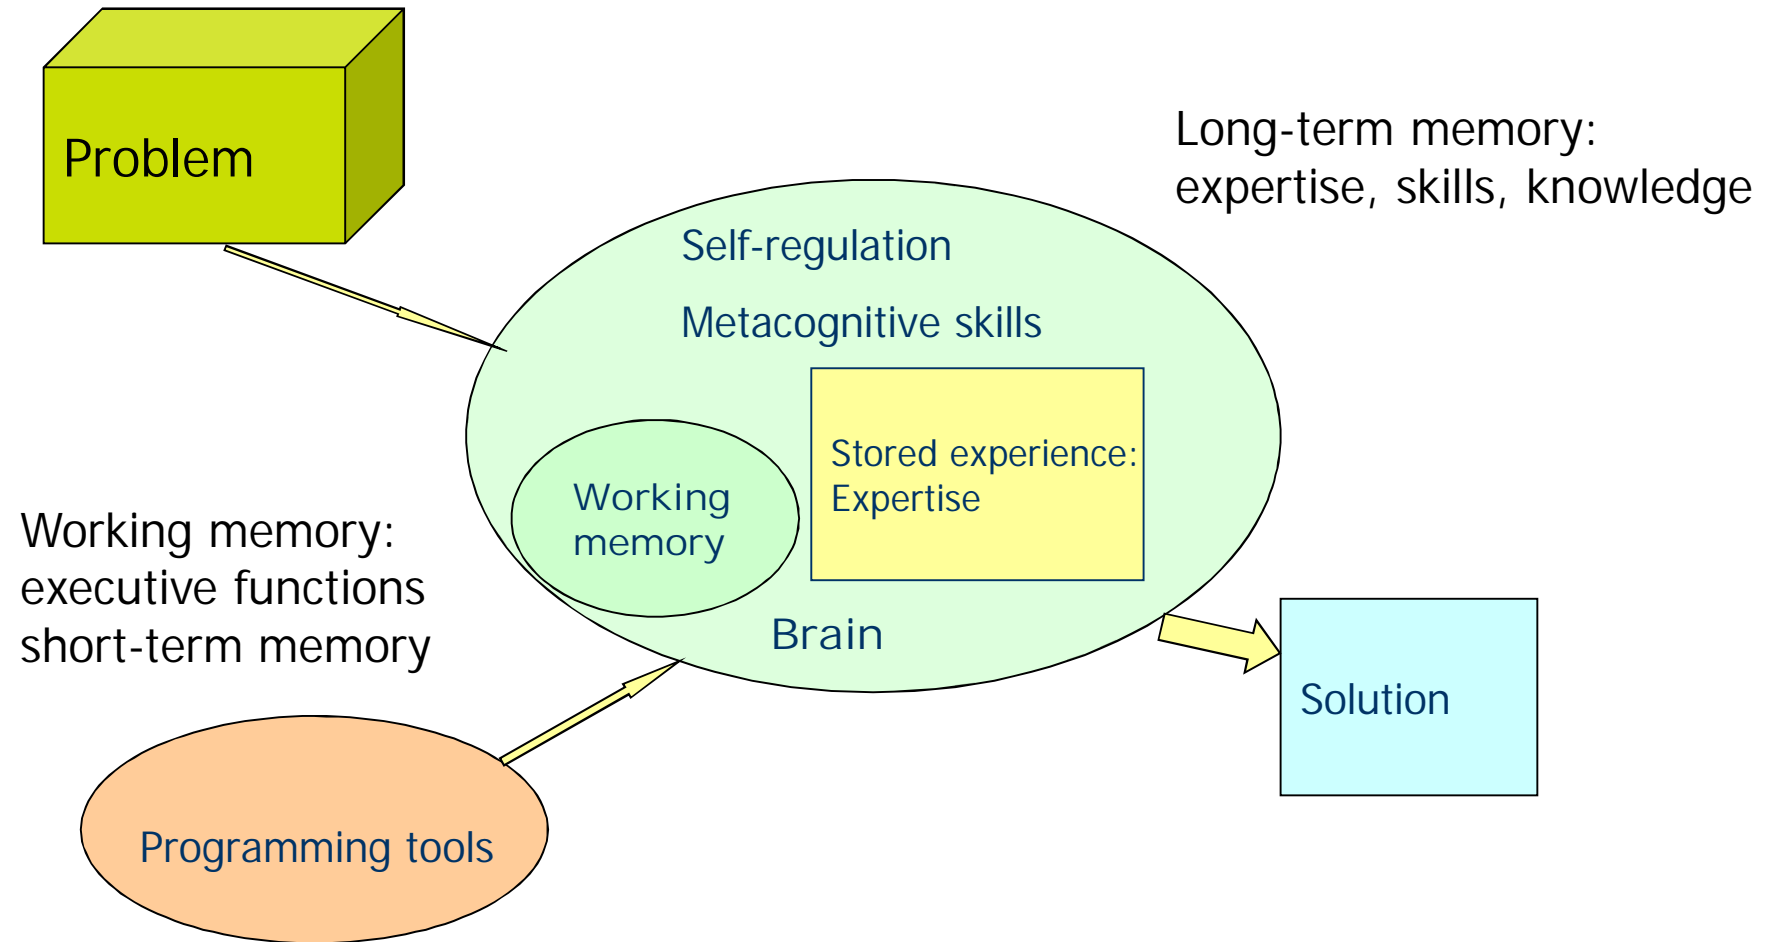 Problem
Long-term memory:
expertise, skills, knowledge
Self-regulation
Metacognitive skills
Stored experience:
Expertise
Working
memory
Working memory:
executive functions
short-term memory
Brain
Solution
Programming tools